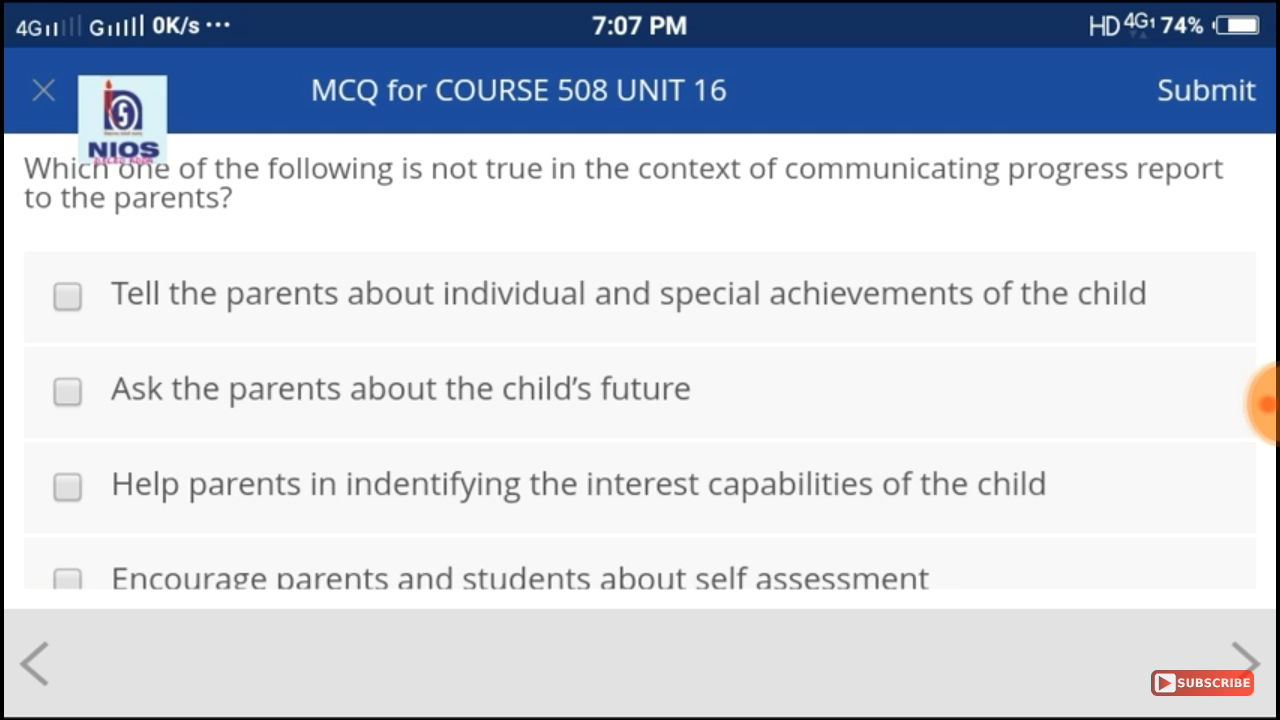 4G G 0K/s ··· 7:07 PM HD 4G 74%
MCQ for COURSE 508 UNIT 16 Submit
NIOS
Which one of the following is not true in the context of communicating progress report
to the parents?
Tell the parents about individual and special achievements of the child
Ask the parents about the child's future
Help parents in indentifying the interest capabilities of the child
Encourage parents and students about self assessment
SUBSCRIBE